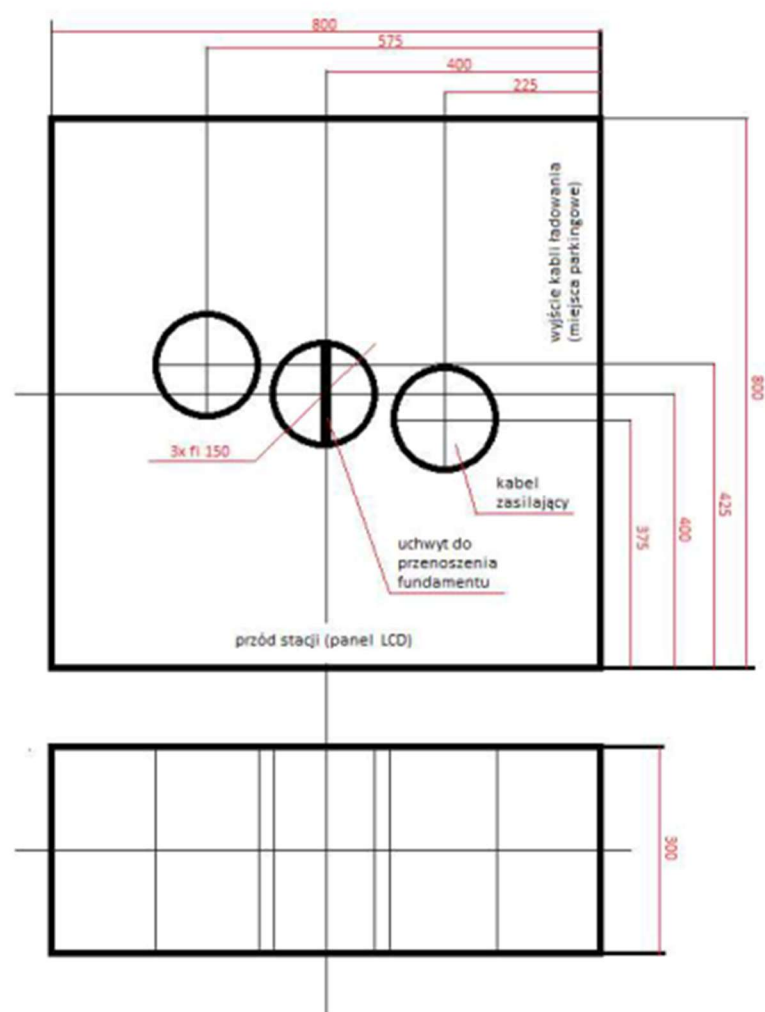 800
575
400
225
wyjście kabli ładowania
(miejsca parkingowe)
800
3x fi 150
kabel
zasilający
425
400
375
uchwyt do
przenoszenia
fundamentu
przód stacji (panel LCD)
300